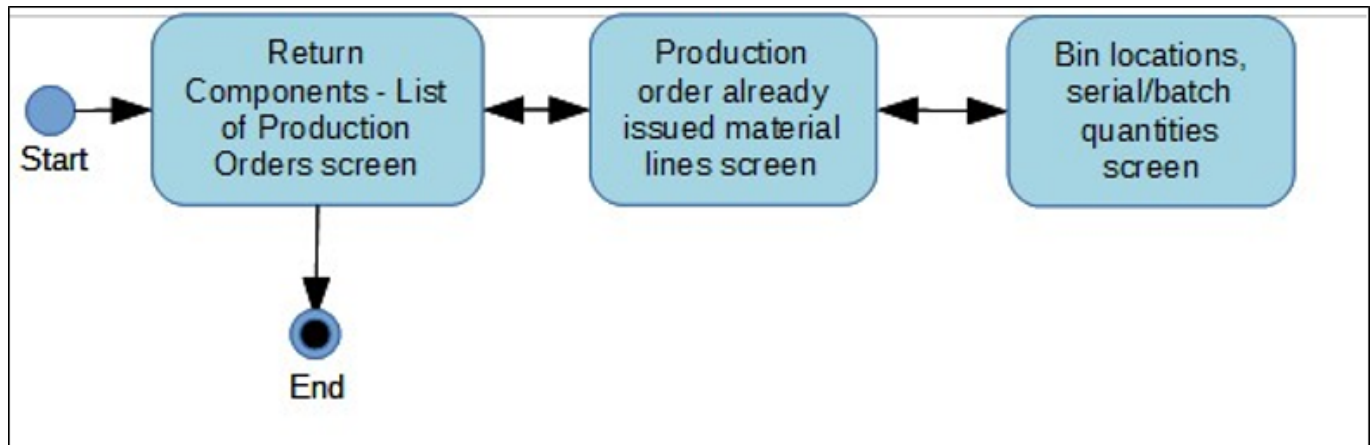 Start
Return
Components - List
of Production
Orders screen
Production
order already
issued material
lines screen
Bin locations,
serial/batch
quantities
screen
End